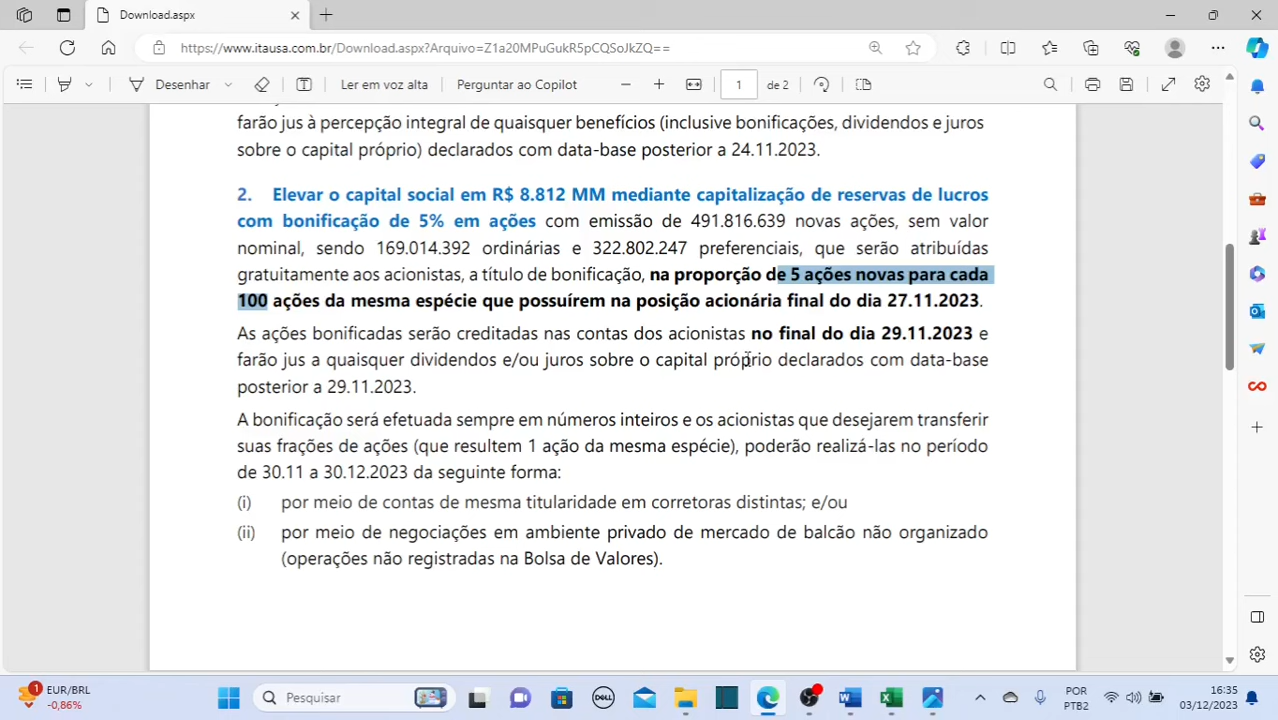 Download.aspx
https://www.itausa.com.br/Download.aspx?Arquivo=Z1a20MPuGukR5pCQSoJkZQ==
Desenhar
Ler em voz alta
Perguntar ao Copilot
1
de 2
farão jus à percepção integral de quaisquer benefícios (inclusive bonificações, dividendos e juros
sobre o capital próprio) declarados com data-base posterior a 24.11.2023.
2. Elevar o capital social em R$ 8.812 MM mediante capitalização de reservas de lucros
com bonificação de 5% em ações com emissão de 491.816.639 novas ações, sem valor
nominal, sendo 169.014.392 ordinárias e 322.802.247 preferenciais, que serão atribuídas
gratuitamente aos acionistas, a título de bonificação, na proporção de 5 ações novas para cada
100 ações da mesma espécie que possuírem na posição acionária final do dia 27.11.2023.
As ações bonificadas serão creditadas nas contas dos acionistas no final do dia 29.11.2023 e
farão jus a quaisquer dividendos e/ou juros sobre o capital próprio declarados com data-base
posterior a 29.11.2023.
A bonificação será efetuada sempre em números inteiros e os acionistas que desejarem transferir
suas frações de ações (que resultem 1 ação da mesma espécie), poderão realizá-las no período
de 30.11 a 30.12.2023 da seguinte forma:
(i) por meio de contas de mesma titularidade em corretoras distintas; e/ou
(ii) por meio de negociações em ambiente privado de mercado de balcão não organizado
(operações não registradas na Bolsa de Valores).
1
EUR/BRL
-0,86%
Pesquisar
DELL
POR
PTB2
16:35
03/12/2023